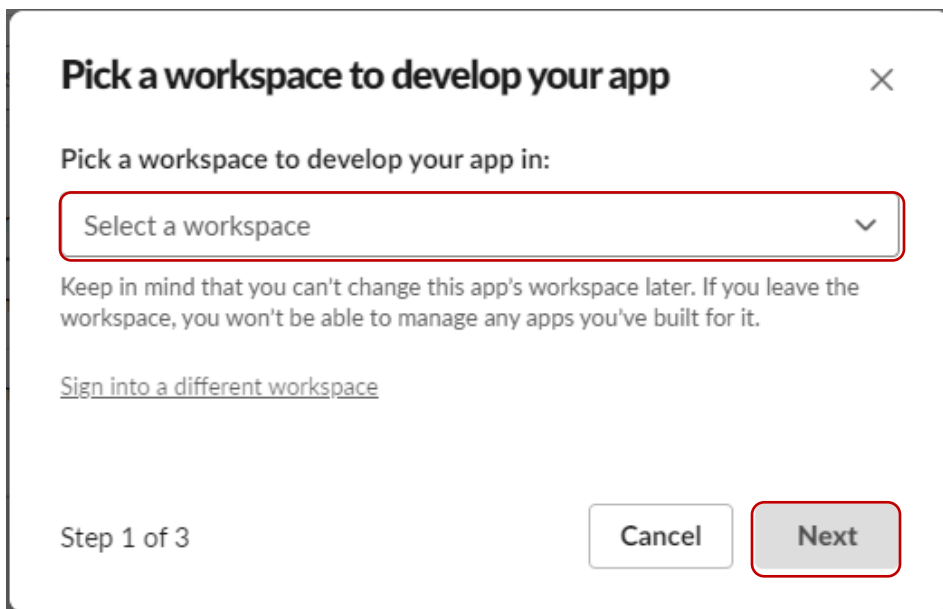 Pick a workspace to develop your app
Pick a workspace to develop your app in:
Select a workspace
Keep in mind that you can't change this app's workspace later. If you leave the
workspace, you won't be able to manage any apps you've built for it.
Sign into a different workspace
Step 1 of 3
Cancel
Next